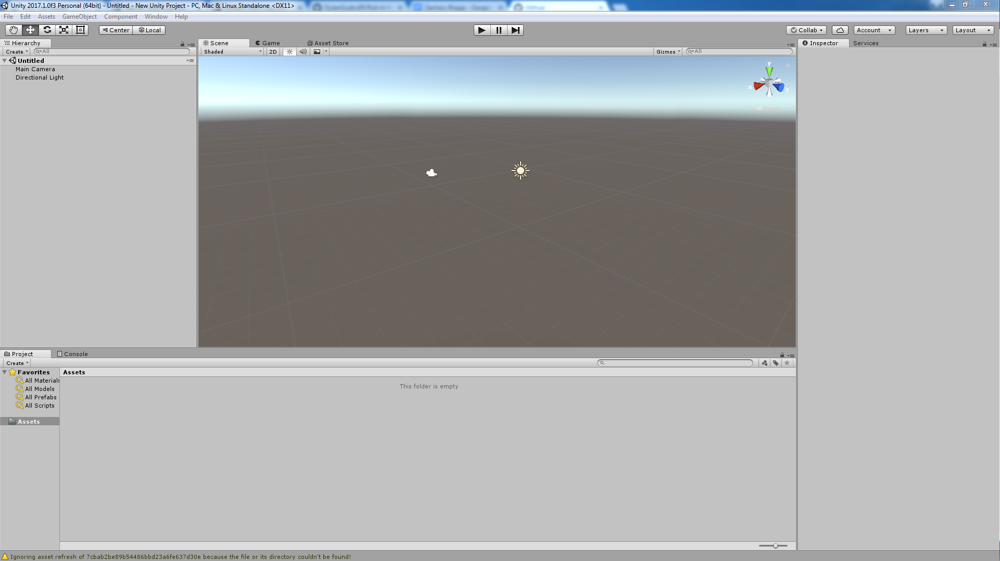 Unity 2017.1.0f3 Personal (64bit) - Untitled - New Unity Project - PC, Mac & Linux Standalone <DX11>
File Edit Assets GameObject Component Window Help
Center Local Collab Account Layers Layout
Hierarchy
Create All
Untitled
Main Camera
Directional Light
Scene Game Asset Store
Shaded 2D Gizmos All
y
x z
Inspector Services
Project Console
Create
Favorites
All Materials
All Models
All Prefabs
All Scripts
Assets
Assets
This folder is empty
Ignoring asset refresh of 7cbab2be89b54486bbd23a6fe637d30e because the file or its directory couldn't be found!